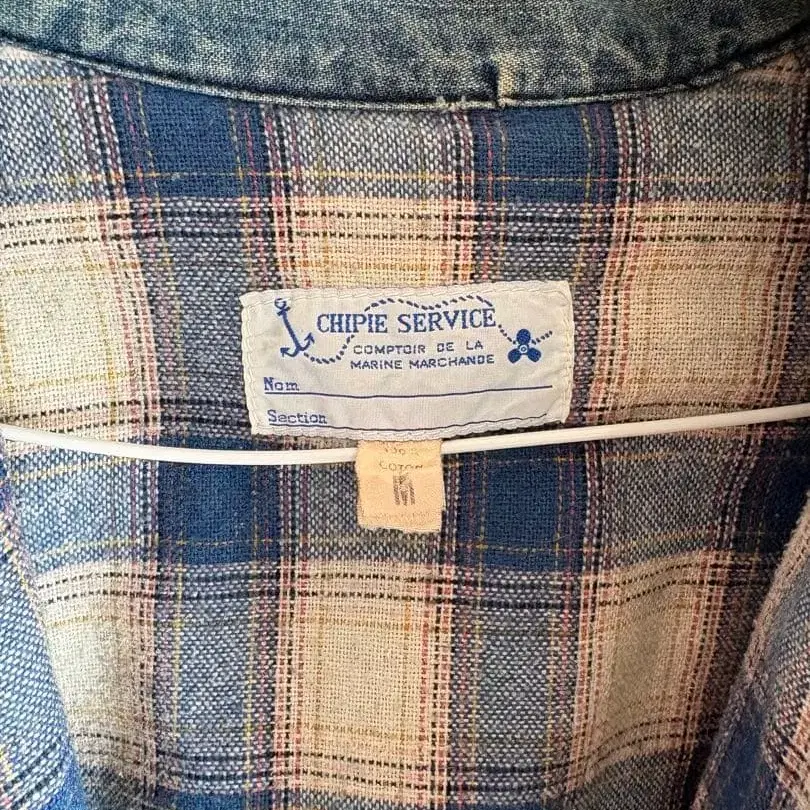 CHIPIE SERVICE
COMPTOIR DE LA
MARINE MARCHANDE
Nom
Section
COTON
M